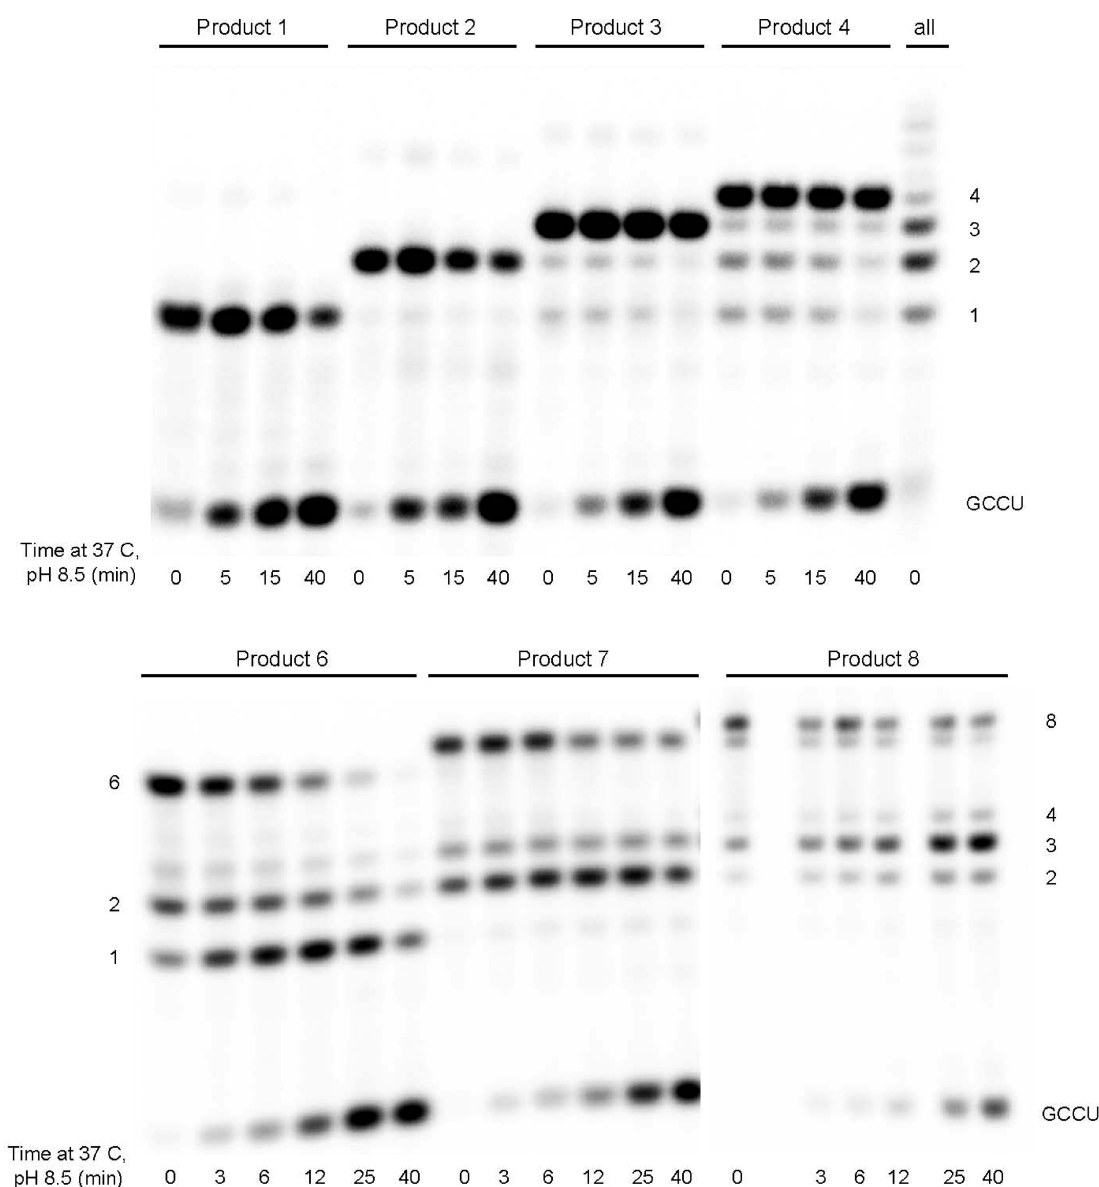 Product 1 Product 2 Product 3 Product 4 all
4
3
2
1
GCCU
Time at 37 C,
pH 8.5 (min) 0 5 15 40 0 5 15 40 0 5 15 40 0 5 15 40 0
Product 6 Product 7 Product 8
8
6
4
3
2 2
1
GCCU
Time at 37 C,
pH 8.5 (min) 0 3 6 12 25 40 0 3 6 12 25 40 0 3 6 12 25 40